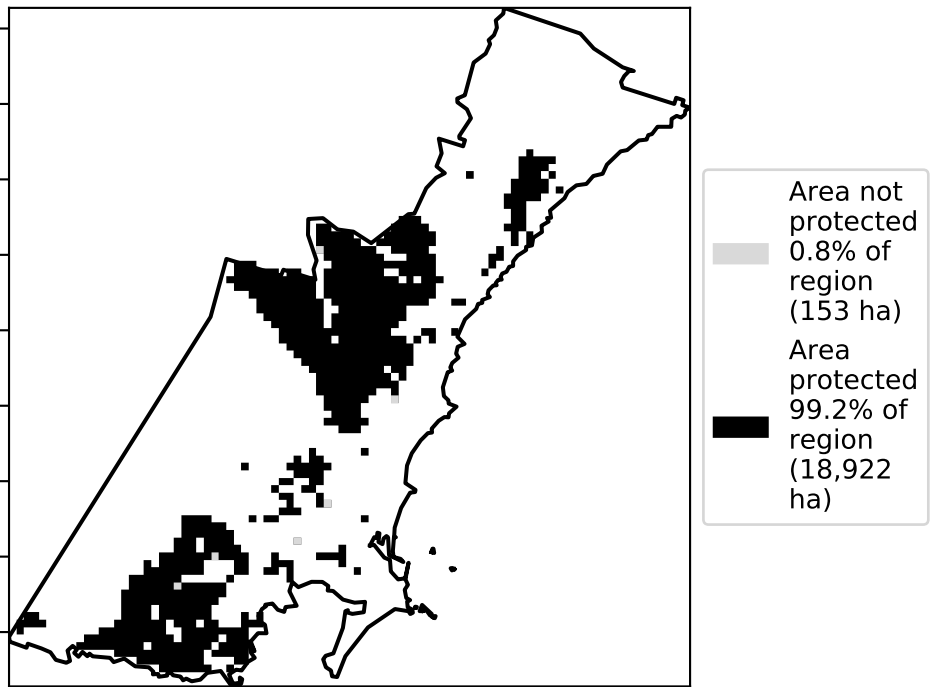 Area not
protected
0.8% of
region
(153 ha)
Area
protected
99.2% of
region
(18,922
ha)